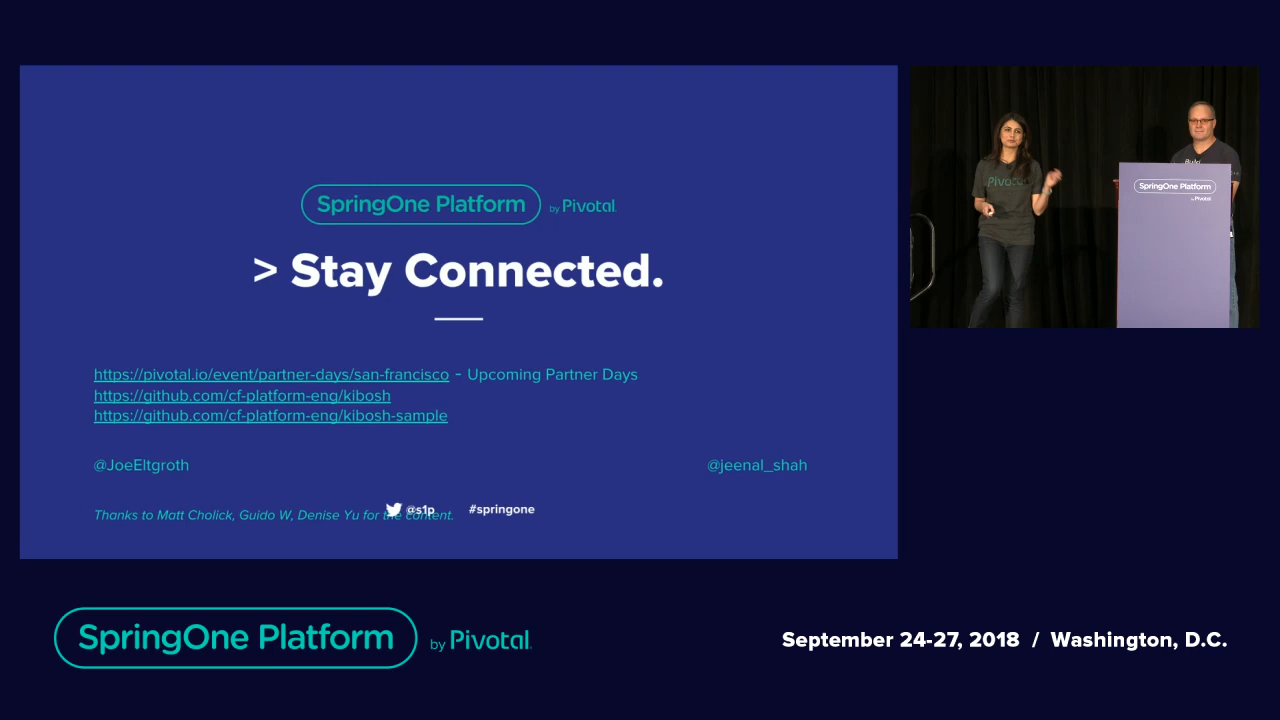 SpringOne Platform by Pivotal.
> Stay Connected.
https://pivotal.io/event/partner-days/san-francisco - Upcoming Partner Days
https://github.com/cf-platform-eng/kibosh
https://github.com/cf-platform-eng/kibosh-sample
@JoeEltgroth @jeenal_shah
Thanks to Matt Cholick, Guido W, Denise Yu for the content.
@s1p #springone
Pivotal
Build
SpringOne Platform
by Pivotal.
SpringOne Platform by Pivotal.
September 24-27, 2018 / Washington, D.C.